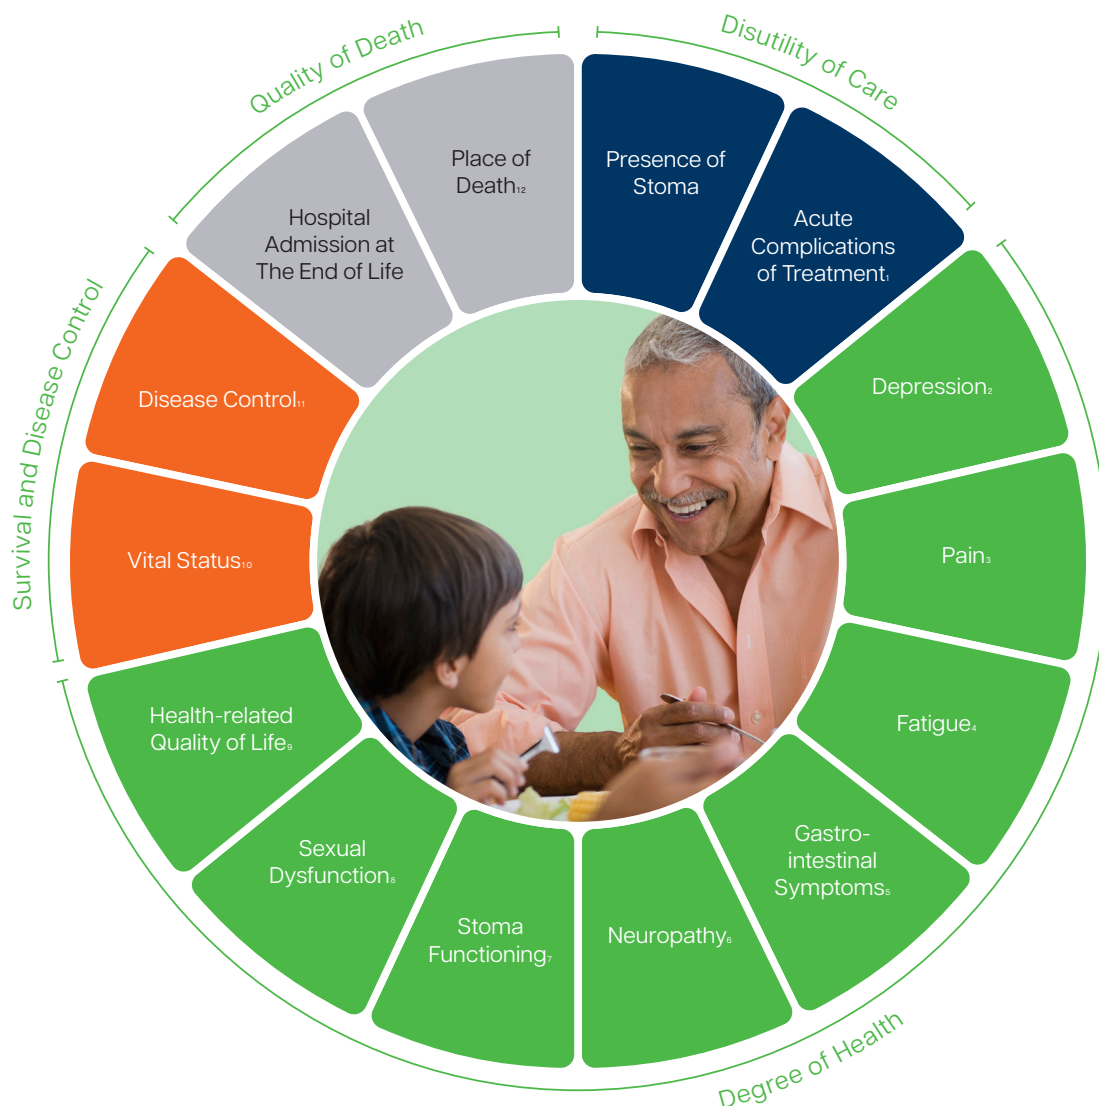 Quality of Death
Disutility of Care
Place of
Death12
Presence of
Stoma
Hospital
Admission at
The End of Life
Acute
Complications
of Treatment1
Survival and Disease Control
Disease Control11
Depression2
Vital Status10
Pain3
Health-related
Quality of Life9
Fatigue4
Sexual
Dysfunction8
Gastro-
intestinal
Symptoms5
Stoma
Functioning7
Neuropathy6
Degree of Health